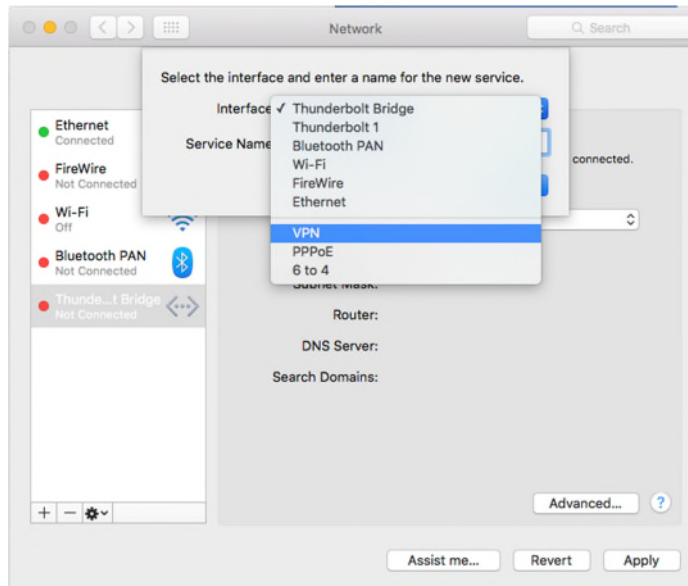 Network
Search
Select the interface and enter a name for the new service.
Interface
✓ Thunderbolt Bridge
Thunderbolt 1
Bluetooth PAN
Wi-Fi
FireWire
Ethernet
VPN
PPPoE
6 to 4
Service Name
Ethernet
Connected
FireWire
Not Connected
Wi-Fi
Off
Bluetooth PAN
Not Connected
Thunde...t Bridge
Not Connected
connected.
Subnet Mask:
Router:
DNS Server:
Search Domains:
Advanced...
?
Assist me...
Revert
Apply